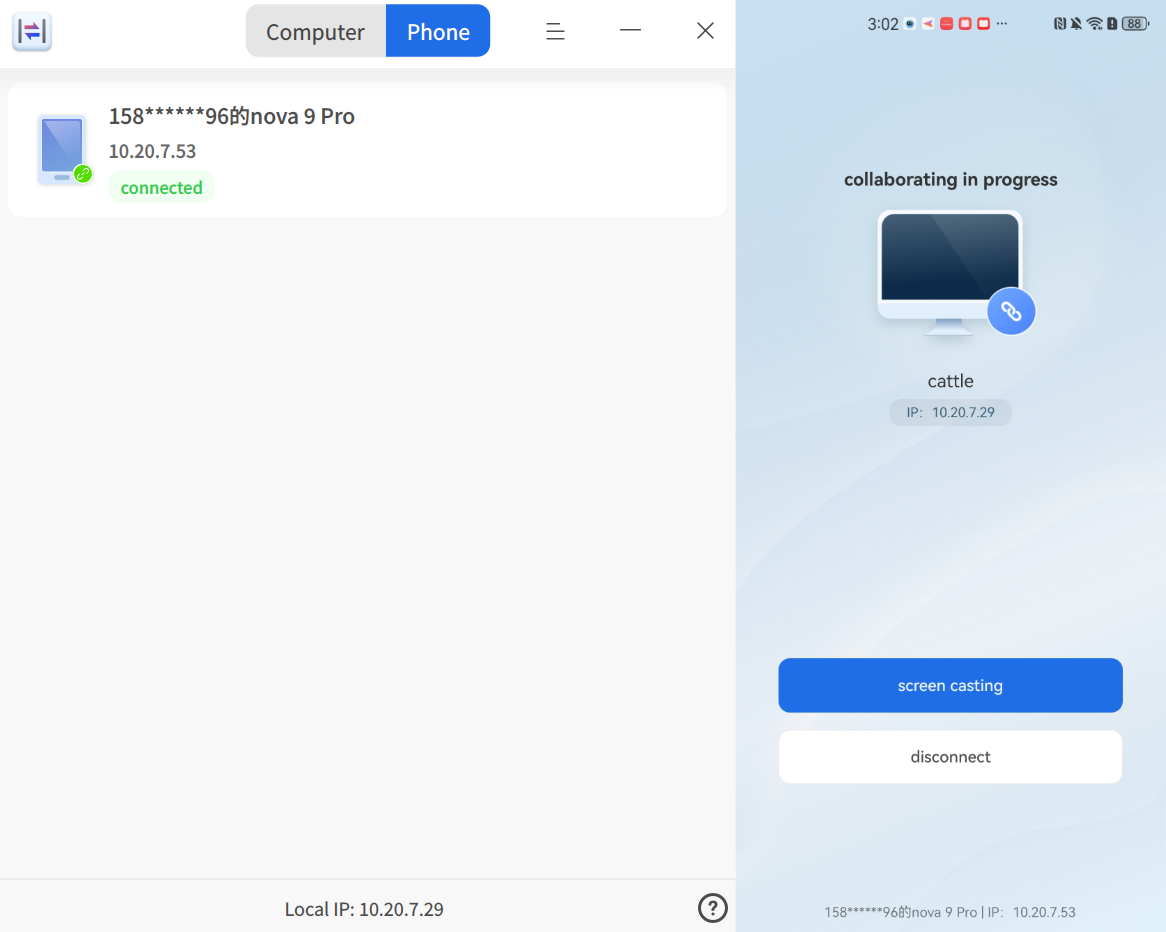 Computer Phone
158******96的nova 9 Pro
10.20.7.53
connected
Local IP: 10.20.7.29
3:02
88
collaborating in progress
cattle
IP: 10.20.7.29
screen casting
disconnect
158******96的nova 9 Pro | IP: 10.20.7.53